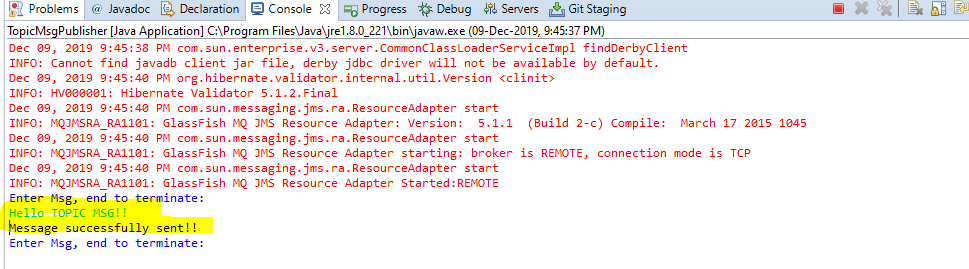 Problems @ Javadoc Declaration Console Progress Debug Servers Git Staging
TopicMsgPublisher [Java Application] C:\Program Files\Java\jre1.8.0_221\bin\javaw.exe (09-Dec-2019, 9:45:37 PM)
Dec 09, 2019 9:45:38 PM com.sun.enterprise.v3.server.CommonClassLoaderServiceImpl findDerbyClient
INFO: Cannot find javadb client jar file, derby jdbc driver will not be available by default.
Dec 09, 2019 9:45:40 PM org.hibernate.validator.internal.util.Version <clinit>
INFO: HV000001: Hibernate Validator 5.1.2.Final
Dec 09, 2019 9:45:40 PM com.sun.messaging.jms.ra.ResourceAdapter start
INFO: MQJMSRA_RA1101: GlassFish MQ JMS Resource Adapter: Version:  5.1.1  (Build 2-c) Compile:  March 17 2015 1045
Dec 09, 2019 9:45:40 PM com.sun.messaging.jms.ra.ResourceAdapter start
INFO: MQJMSRA_RA1101: GlassFish MQ JMS Resource Adapter starting: broker is REMOTE, connection mode is TCP
Dec 09, 2019 9:45:40 PM com.sun.messaging.jms.ra.ResourceAdapter start
INFO: MQJMSRA_RA1101: GlassFish MQ JMS Resource Adapter Started:REMOTE
Enter Msg, end to terminate:
Hello TOPIC MSG!!
Message successfully sent!!
Enter Msg, end to terminate: